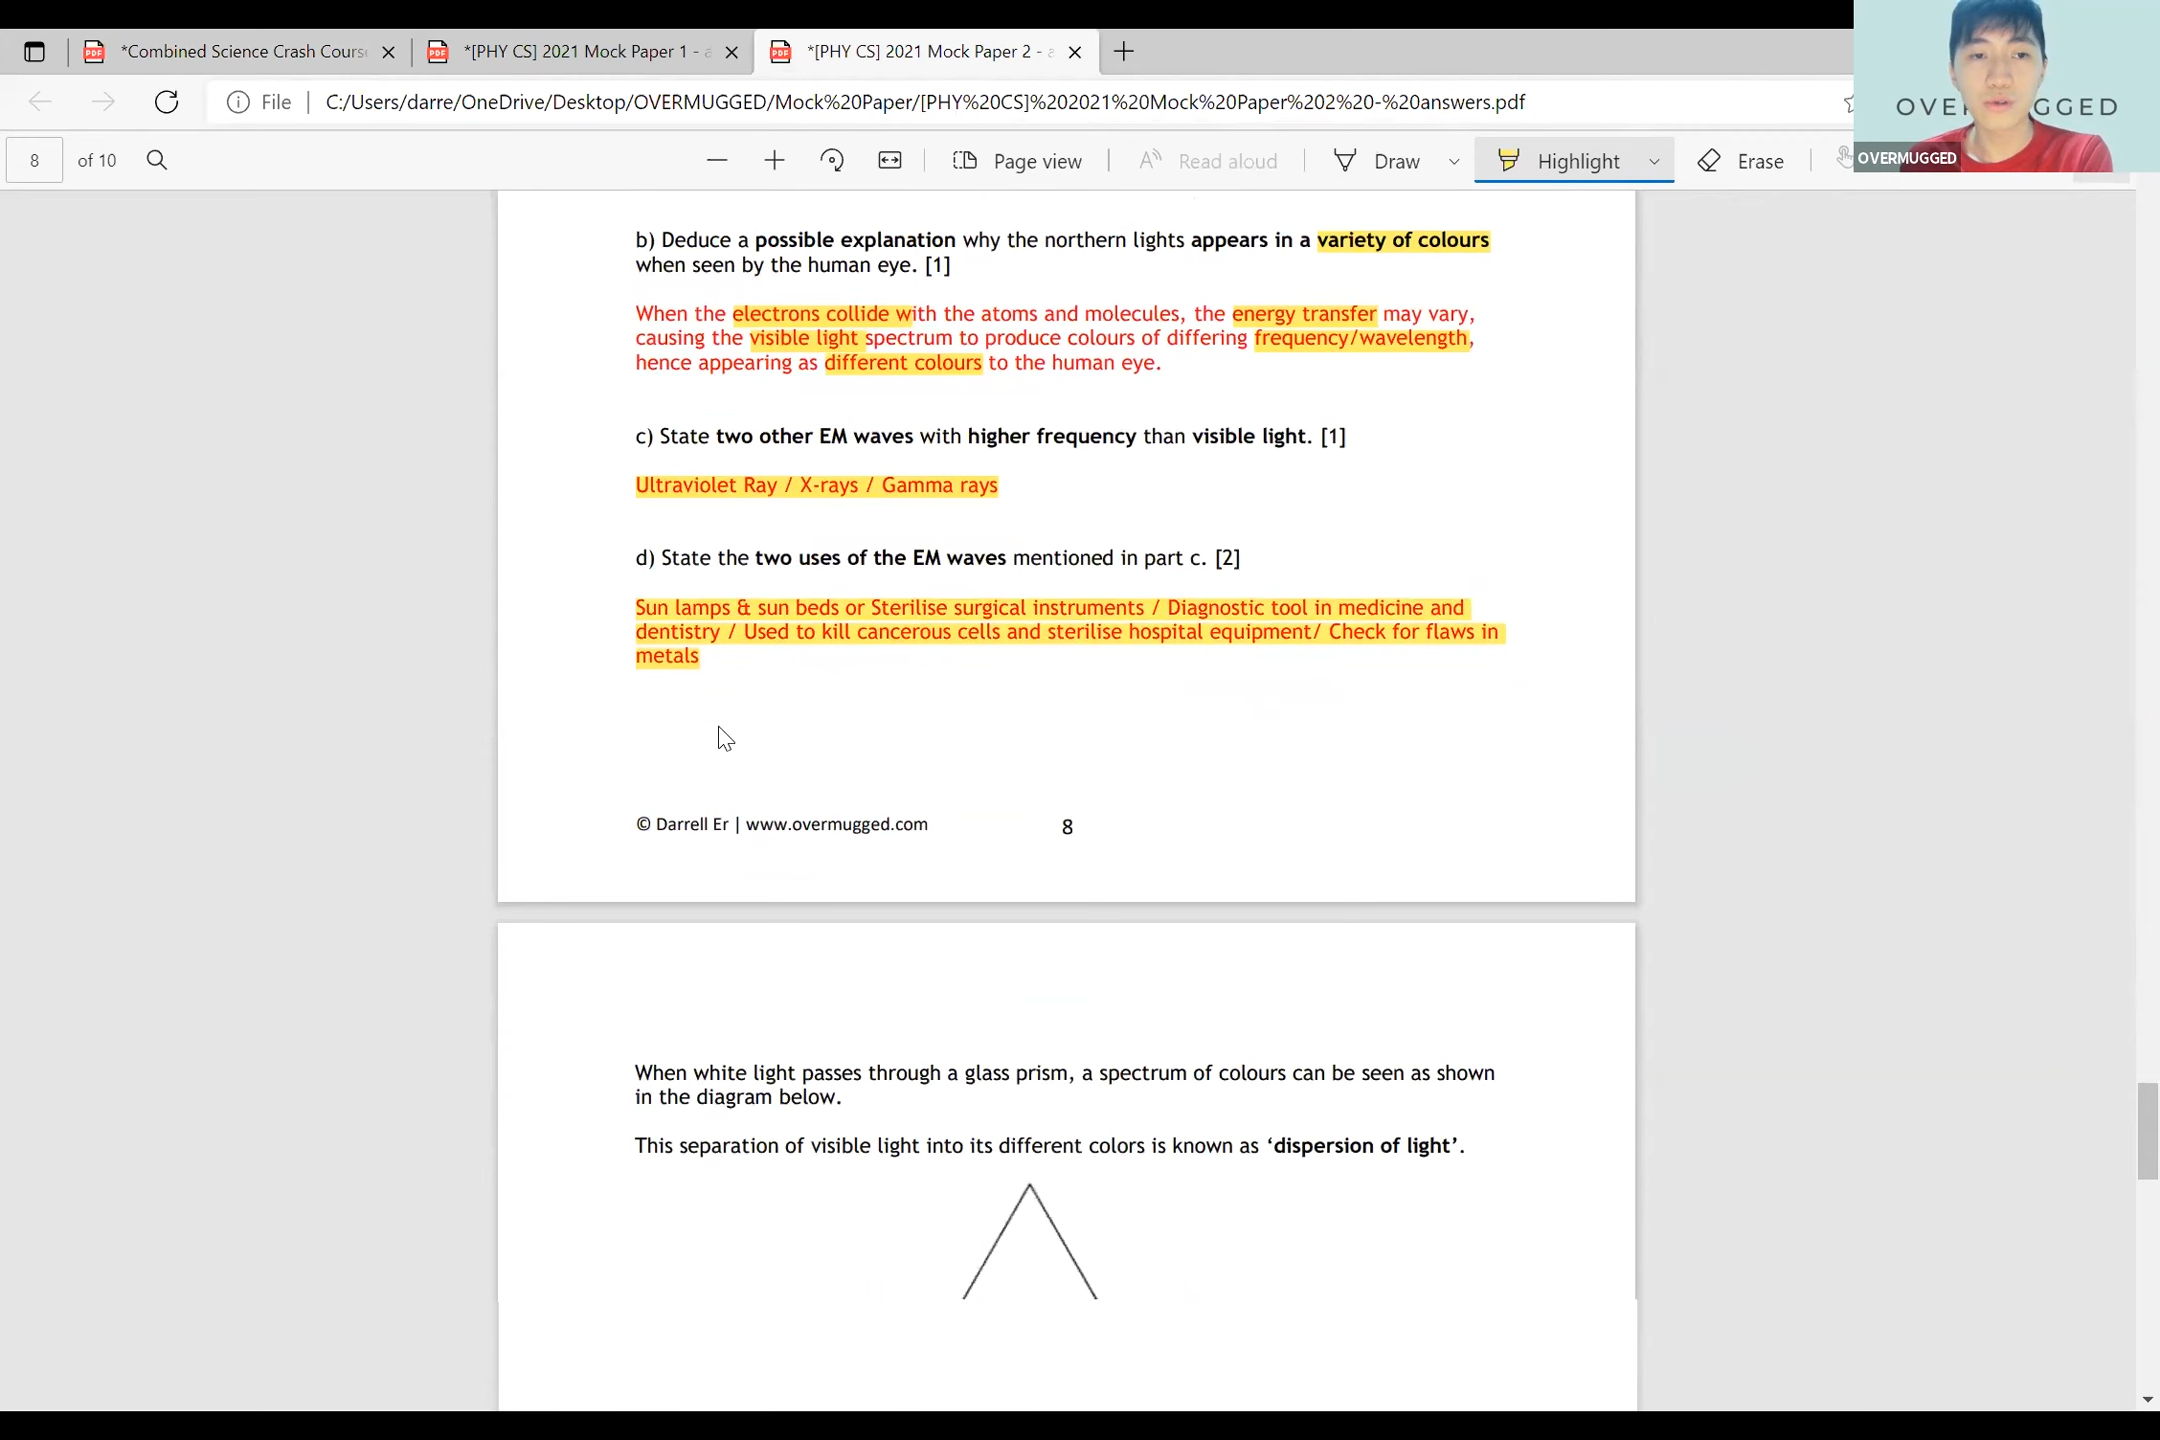 *Combined Science Crash Cours
*[PHY CS] 2021 Mock Paper 1 - a
*[PHY CS] 2021 Mock Paper 2 - a
File
C:/Users/darre/OneDrive/Desktop/OVERMUGGED/Mock%20Paper/[PHY%20CS]%202021%20Mock%20Paper%202%20-%20answers.pdf
8 of 10
Page view
Read aloud
Draw
Highlight
Erase
OVERMUGGED
b) Deduce a possible explanation why the northern lights appears in a variety of colours
when seen by the human eye. [1]
When the electrons collide with the atoms and molecules, the energy transfer may vary,
causing the visible light spectrum to produce colours of differing frequency/wavelength,
hence appearing as different colours to the human eye.
c) State two other EM waves with higher frequency than visible light. [1]
Ultraviolet Ray / X-rays / Gamma rays
d) State the two uses of the EM waves mentioned in part c. [2]
Sun lamps & sun beds or Sterilise surgical instruments / Diagnostic tool in medicine and
dentistry / Used to kill cancerous cells and sterilise hospital equipment/ Check for flaws in
metals
© Darrell Er | www.overmugged.com
8
When white light passes through a glass prism, a spectrum of colours can be seen as shown
in the diagram below.
This separation of visible light into its different colors is known as ‘dispersion of light’.